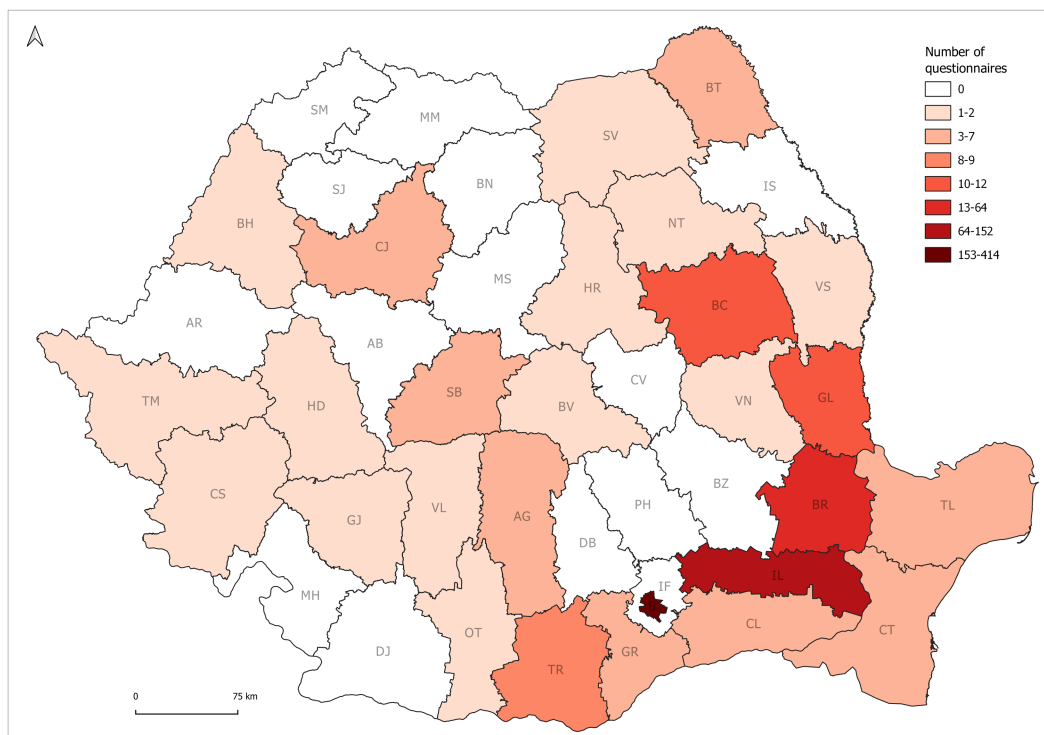 Number of
questionnaires
0
1-2
3-7
8-9
10-12
13-64
64-152
153-414
BT
SM
MM
SV
SJ
BN
IS
BH
NT
CJ
MS
HR
VS
BC
AR
AB
CV
SB
TM
HD
BV
VN
GL
CS
VL
BZ
GJ
AG
PH
BR
TL
DB
IL
IF
MH
B
CL
CT
OT
DJ
GR
TR
0
75 km